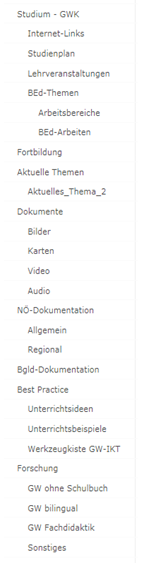 Studium - GWK
Internet-Links
Studienplan
Lehrveranstaltungen
BEd-Themen
Arbeitsbereiche
BEd-Arbeiten
Fortbildung
Aktuelle Themen
Aktuelles_Thema_2
Dokumente
Bilder
Karten
Video
Audio
NÖ-Dokumentation
Allgemein
Regional
Bgld-Dokumentation
Best Practice
Unterrichtsideen
Unterrichtsbeispiele
Werkzeugkiste GW-IKT
Forschung
GW ohne Schulbuch
GW bilingual
GW Fachdidaktik
Sonstiges